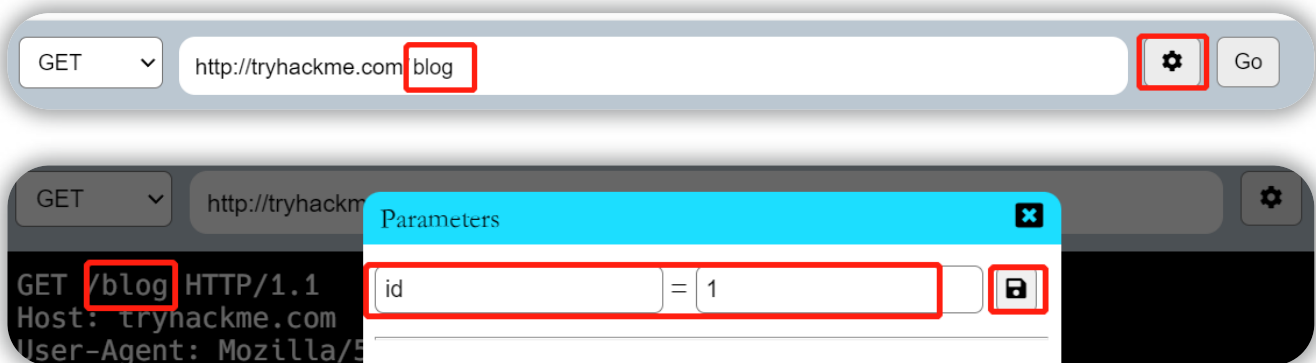 GET http://tryhackme.com/blog Go
GET http://tryhackm
Parameters
id = 1
GET /blog HTTP/1.1
Host: tryhackme.com
User-Agent: Mozilla/5